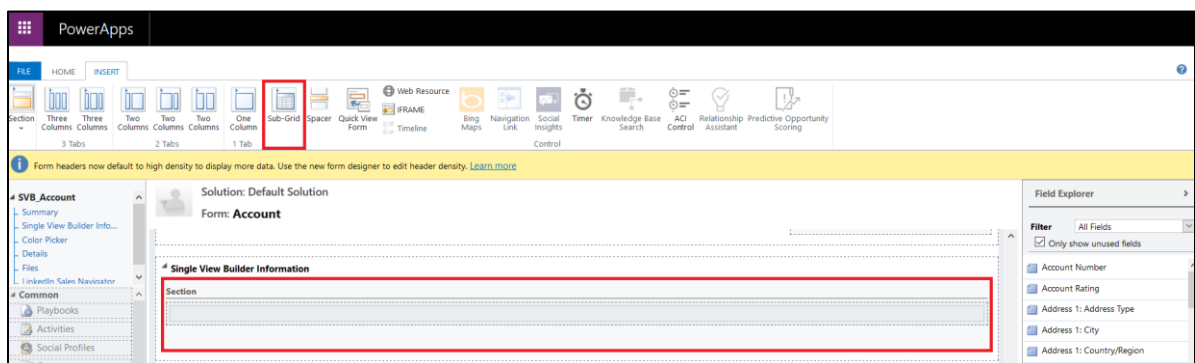 PowerApps
FILE HOME INSERT
Section Three Columns Three Columns Two Columns Two Columns Two Columns One Column Sub-Grid Spacer Quick View Form Web Resource IFRAME Timeline Bing Maps Navigation Link Social Insights Timer Knowledge Base Search ACI Control Relationship Assistant Predictive Opportunity Scoring
3 Tabs 2 Tabs 1 Tab Control
Form headers now default to high density to display more data. Use the new form designer to edit header density. Learn more
SVB_Account
Summary
Single View Builder Info...
Color Picker
Details
Files
LinkedIn Sales Navigator
Common
Playbooks
Activities
Social Profiles
Solution: Default Solution
Form: Account
Single View Builder Information
Section
Field Explorer
Filter All Fields
Only show unused fields
Account Number
Account Rating
Address 1: Address Type
Address 1: City
Address 1: Country/Region